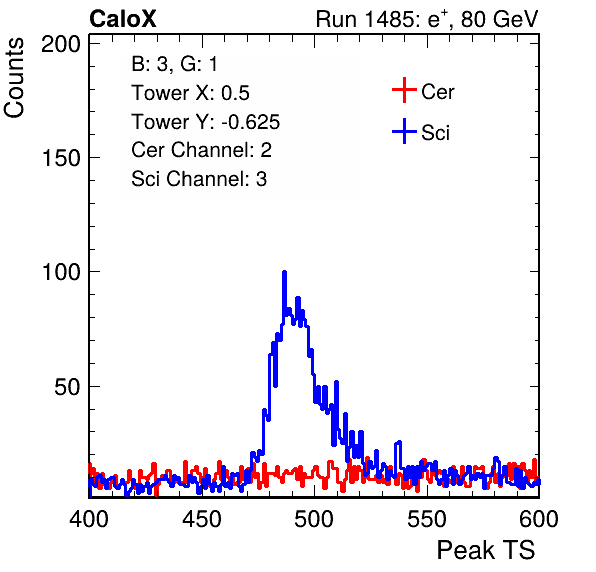 CaloX Run 1485: e⁺, 80 GeV
Counts
200
150
100
50
B: 3, G: 1
Tower X: 0.5
Tower Y: -0.625
Cer Channel: 2
Sci Channel: 3
Cer
Sci
400 450 500 550 600
Peak TS